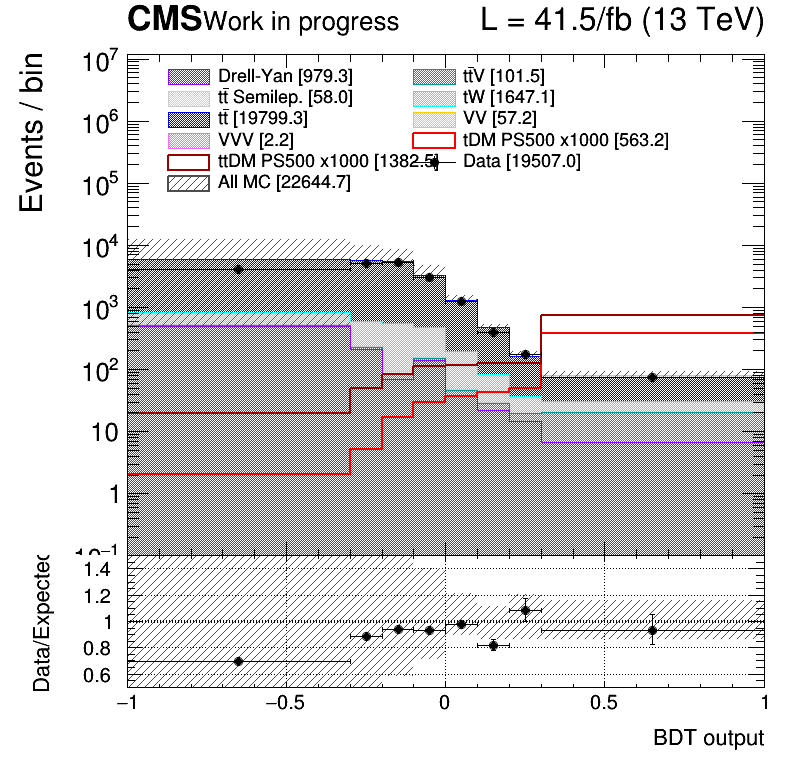 CMS Work in progress L = 41.5/fb (13 TeV)
Events / bin
10⁷
10⁶
10⁵
10⁴
10³
10²
10
1
10⁻¹
Drell-Yan [979.3] tt̄V [101.5]
tt̄ Semilep. [58.0] tW [1647.1]
tt̄ [19799.3] VV [57.2]
VVV [2.2] tDM PS500 x1000 [563.2]
ttDM PS500 x1000 [1382.5] Data [19507.0]
All MC [22644.7]
Data/Expected
1.4
1.2
1
0.8
0.6
−1 −0.5 0 0.5 1
BDT output